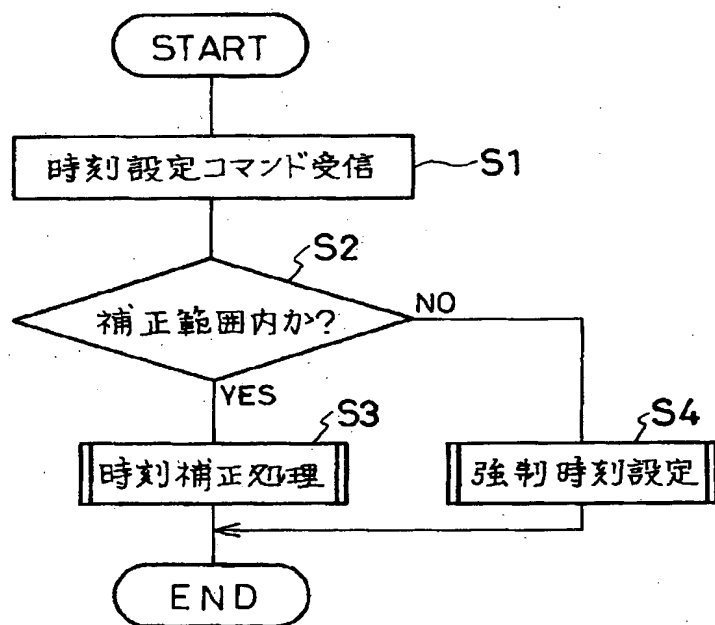 START
時刻設定コマンド受信
S1
S2
補正範囲内か?
NO
YES
S3
時刻補正処理
S4
強制時刻設定
END